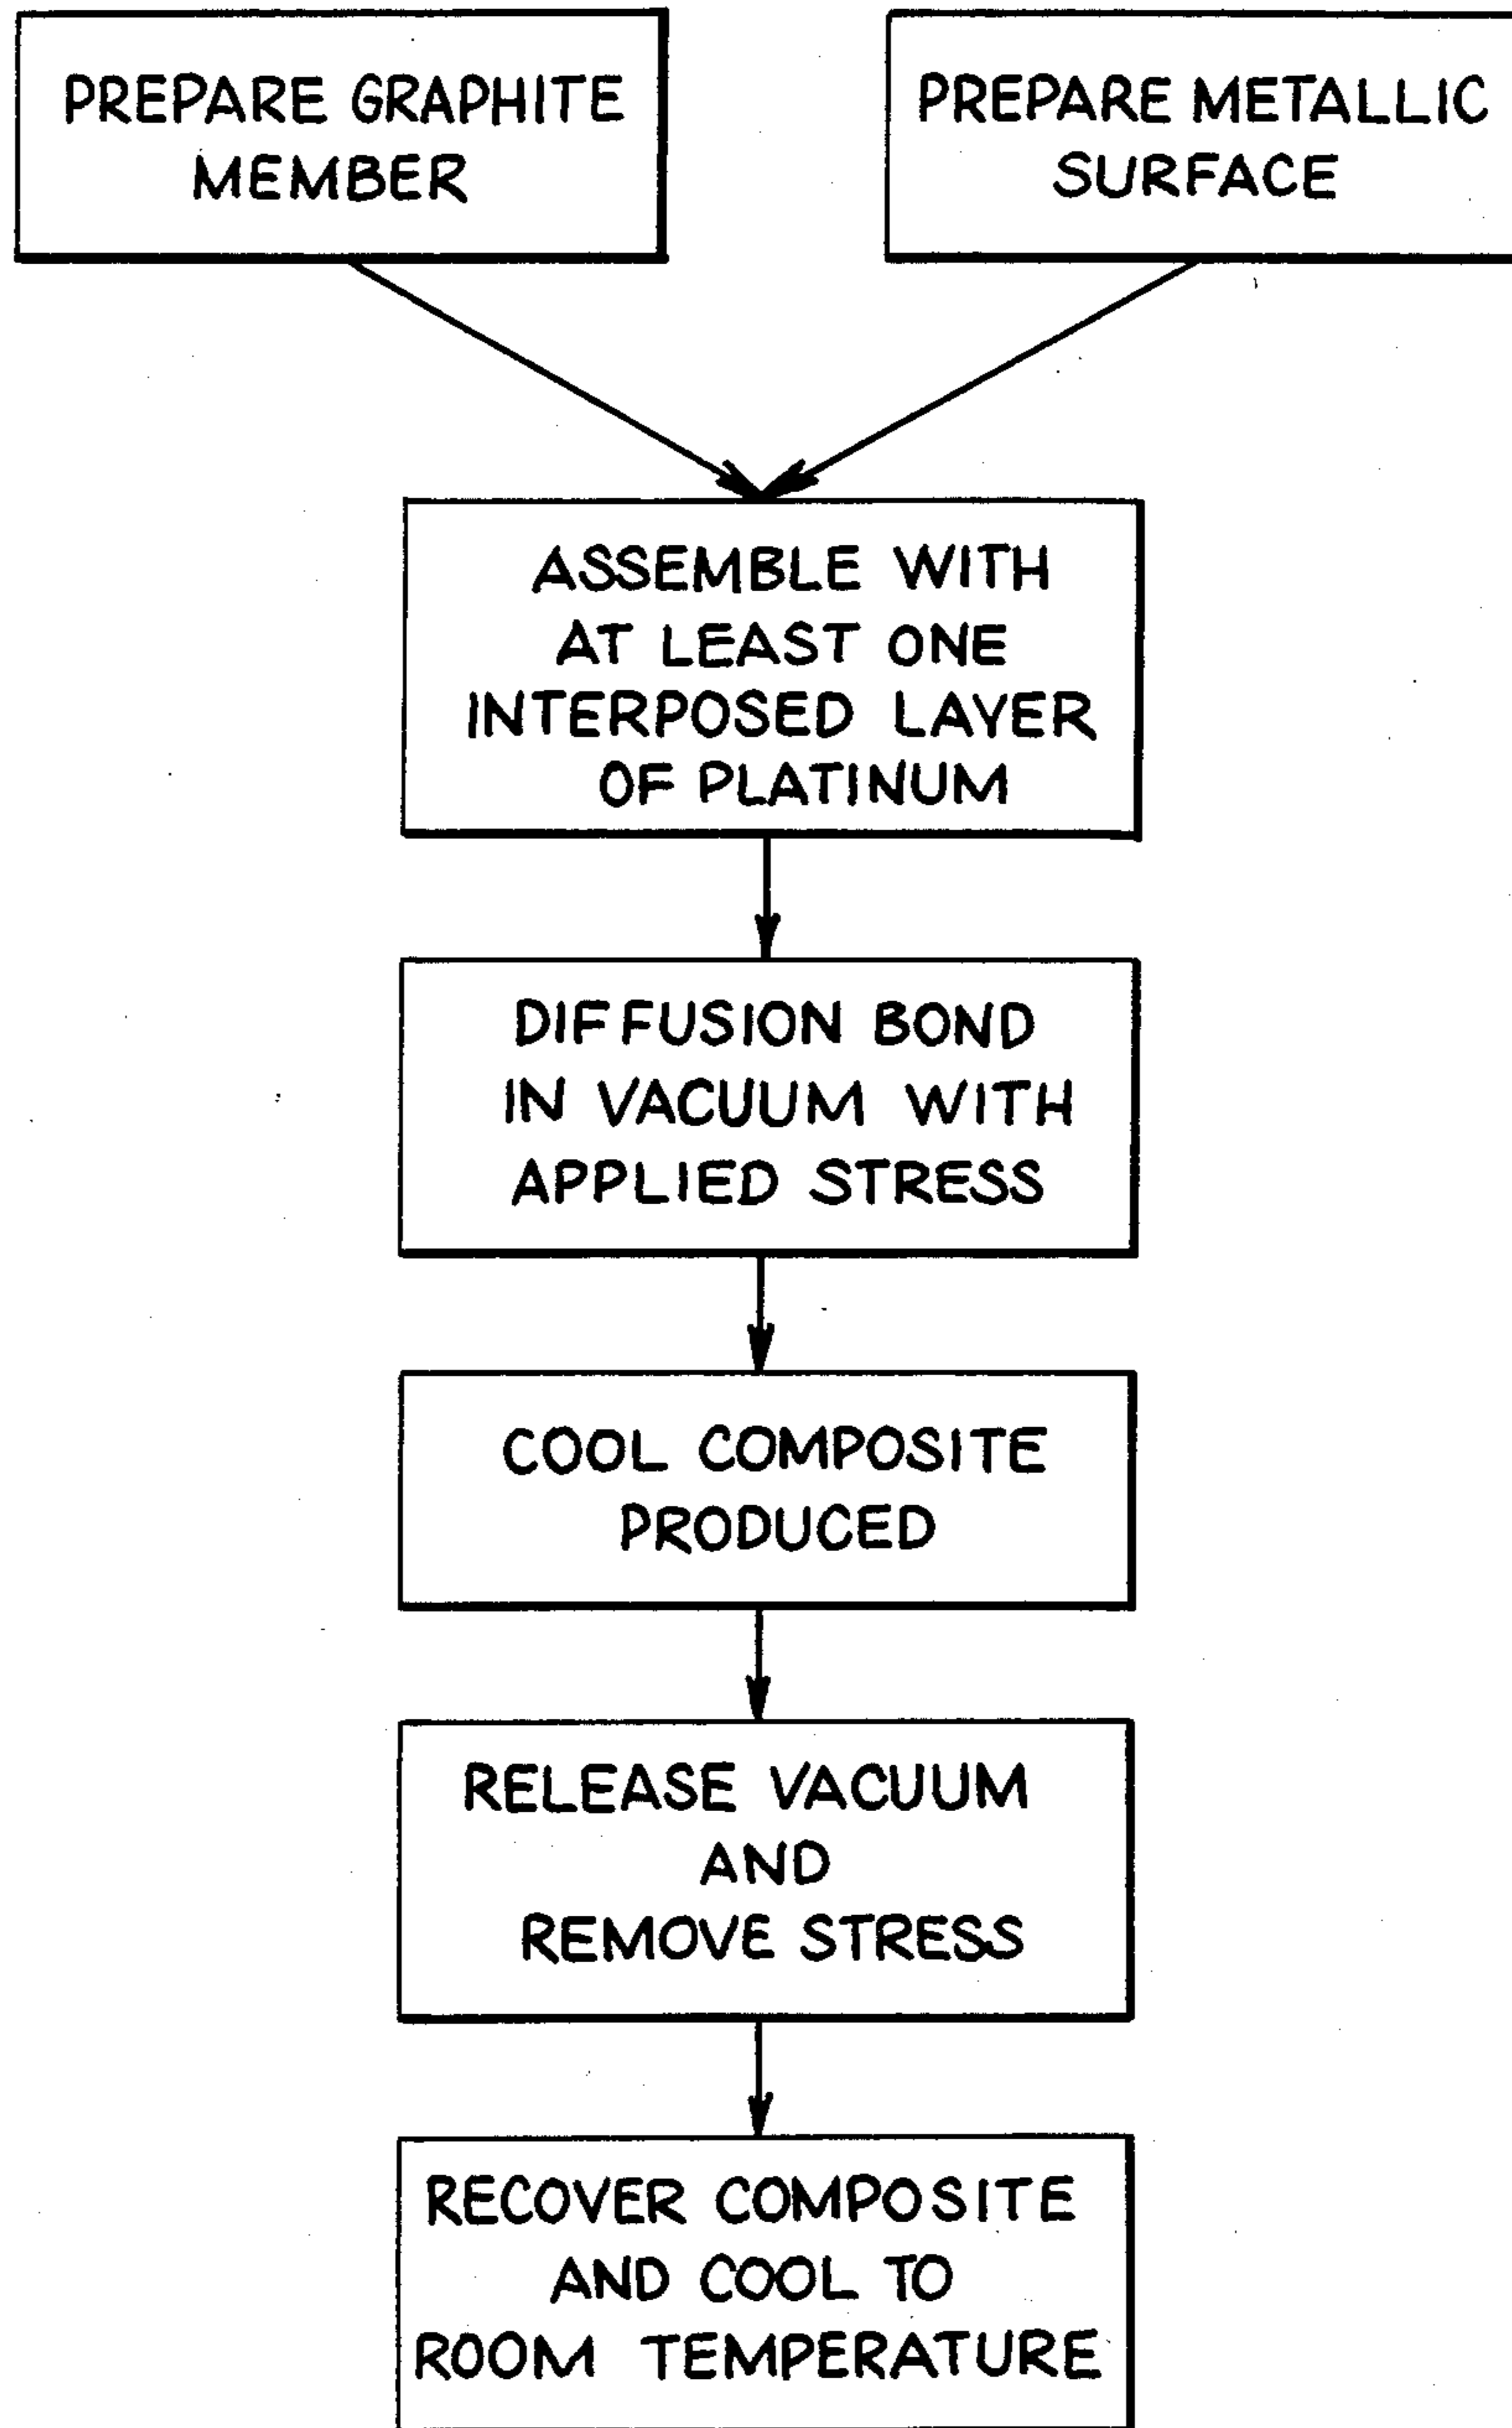 PREPARE GRAPHITE
MEMBER
PREPARE METALLIC
SURFACE
ASSEMBLE WITH
AT LEAST ONE
INTERPOSED LAYER
OF PLATINUM
DIFFUSION BOND
IN VACUUM WITH
APPLIED STRESS
COOL COMPOSITE
PRODUCED
RELEASE VACUUM
AND
REMOVE STRESS
RECOVER COMPOSITE
AND COOL TO
ROOM TEMPERATURE